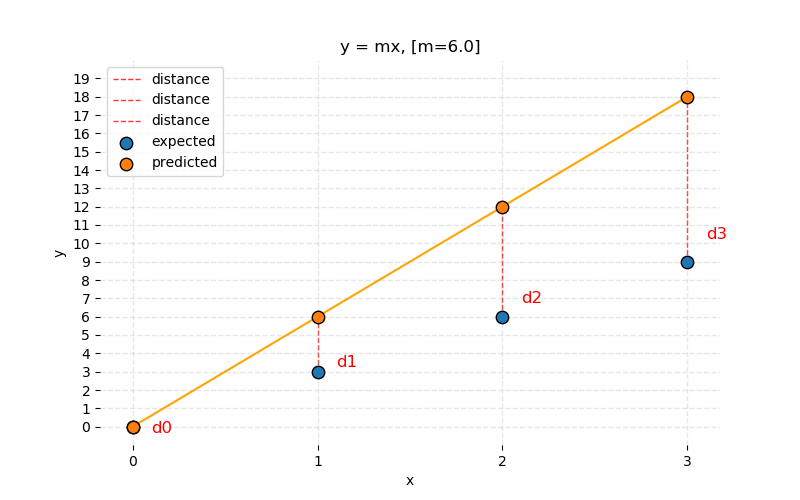 y = mx, [m=6.0]
distance
distance
distance
expected
predicted
19
18
17
16
15
14
13
12
11
10
9
8
7
6
5
4
3
2
1
0
y
d3
d2
d1
d0
0 1 2 3
x